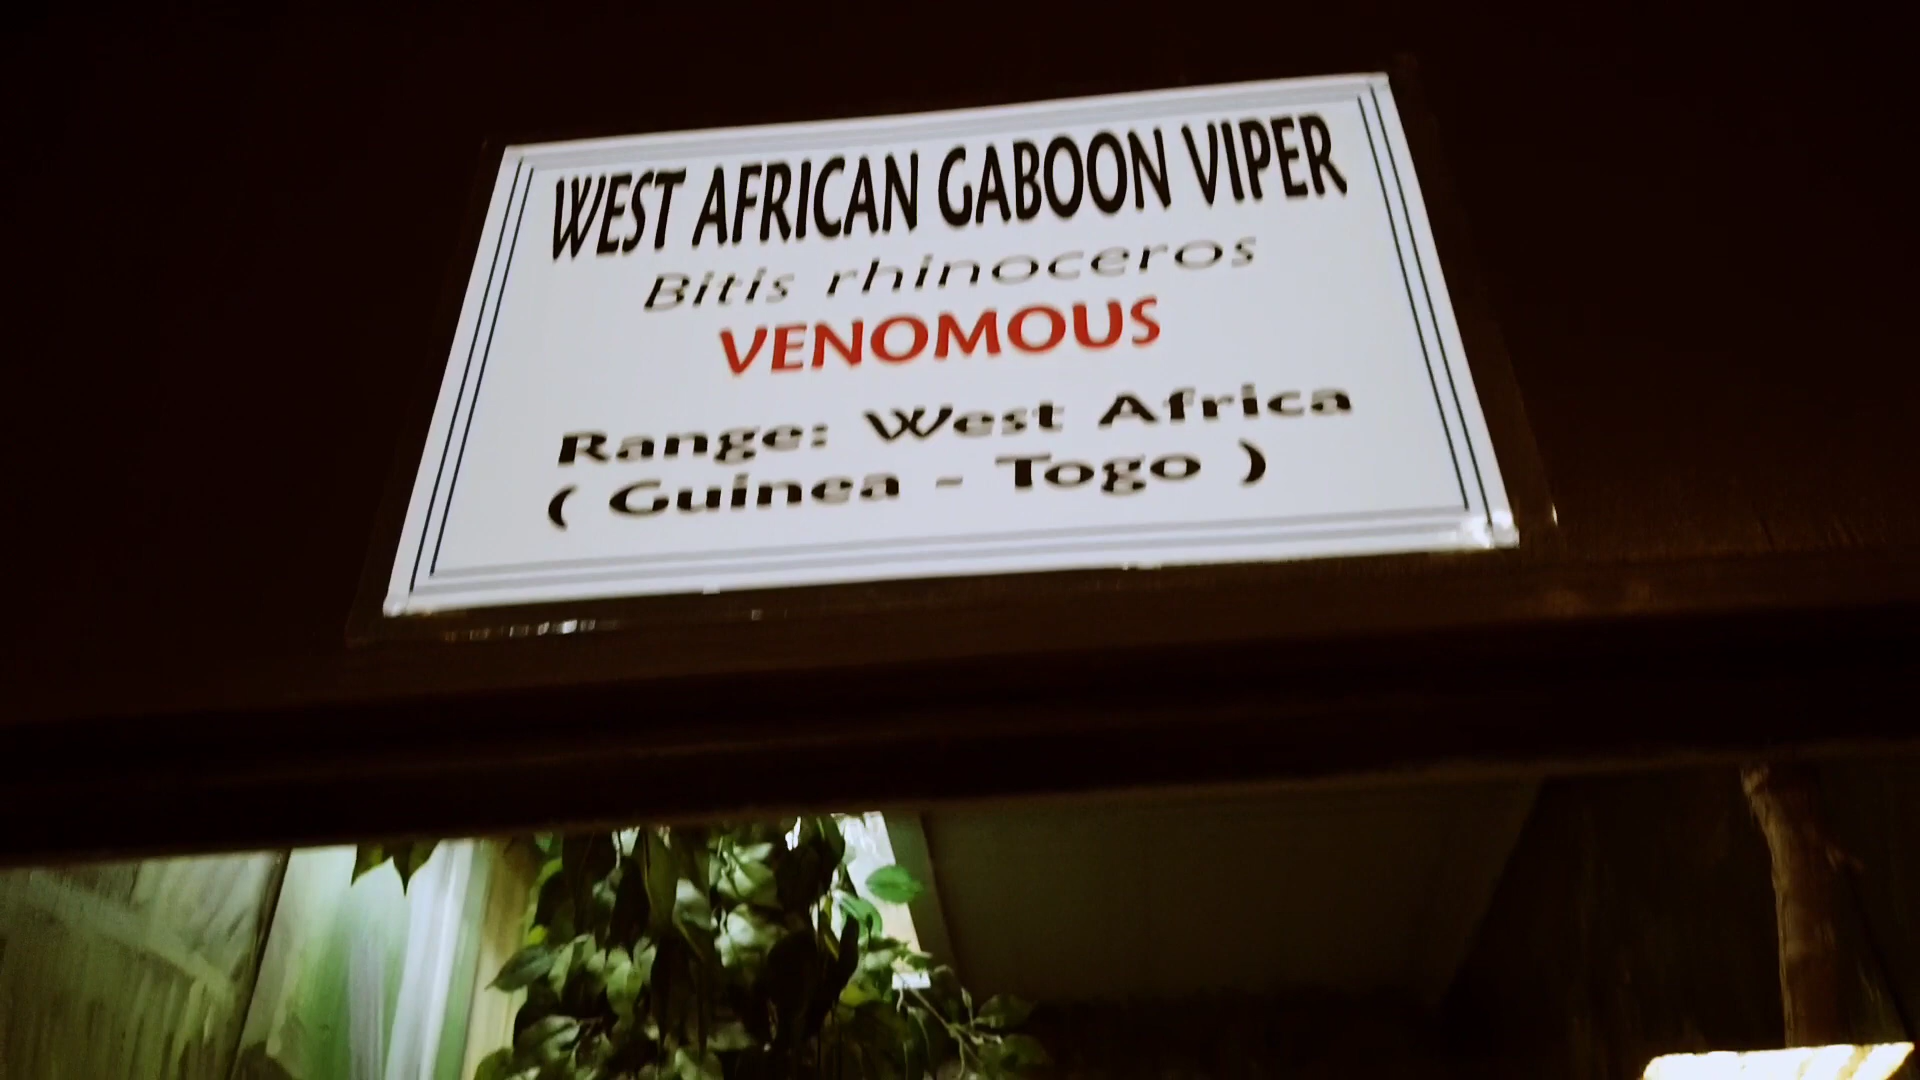 WEST AFRICAN GABOON VIPER
Bitis rhinoceros
VENOMOUS
Range: West Africa
( Guinea - Togo )